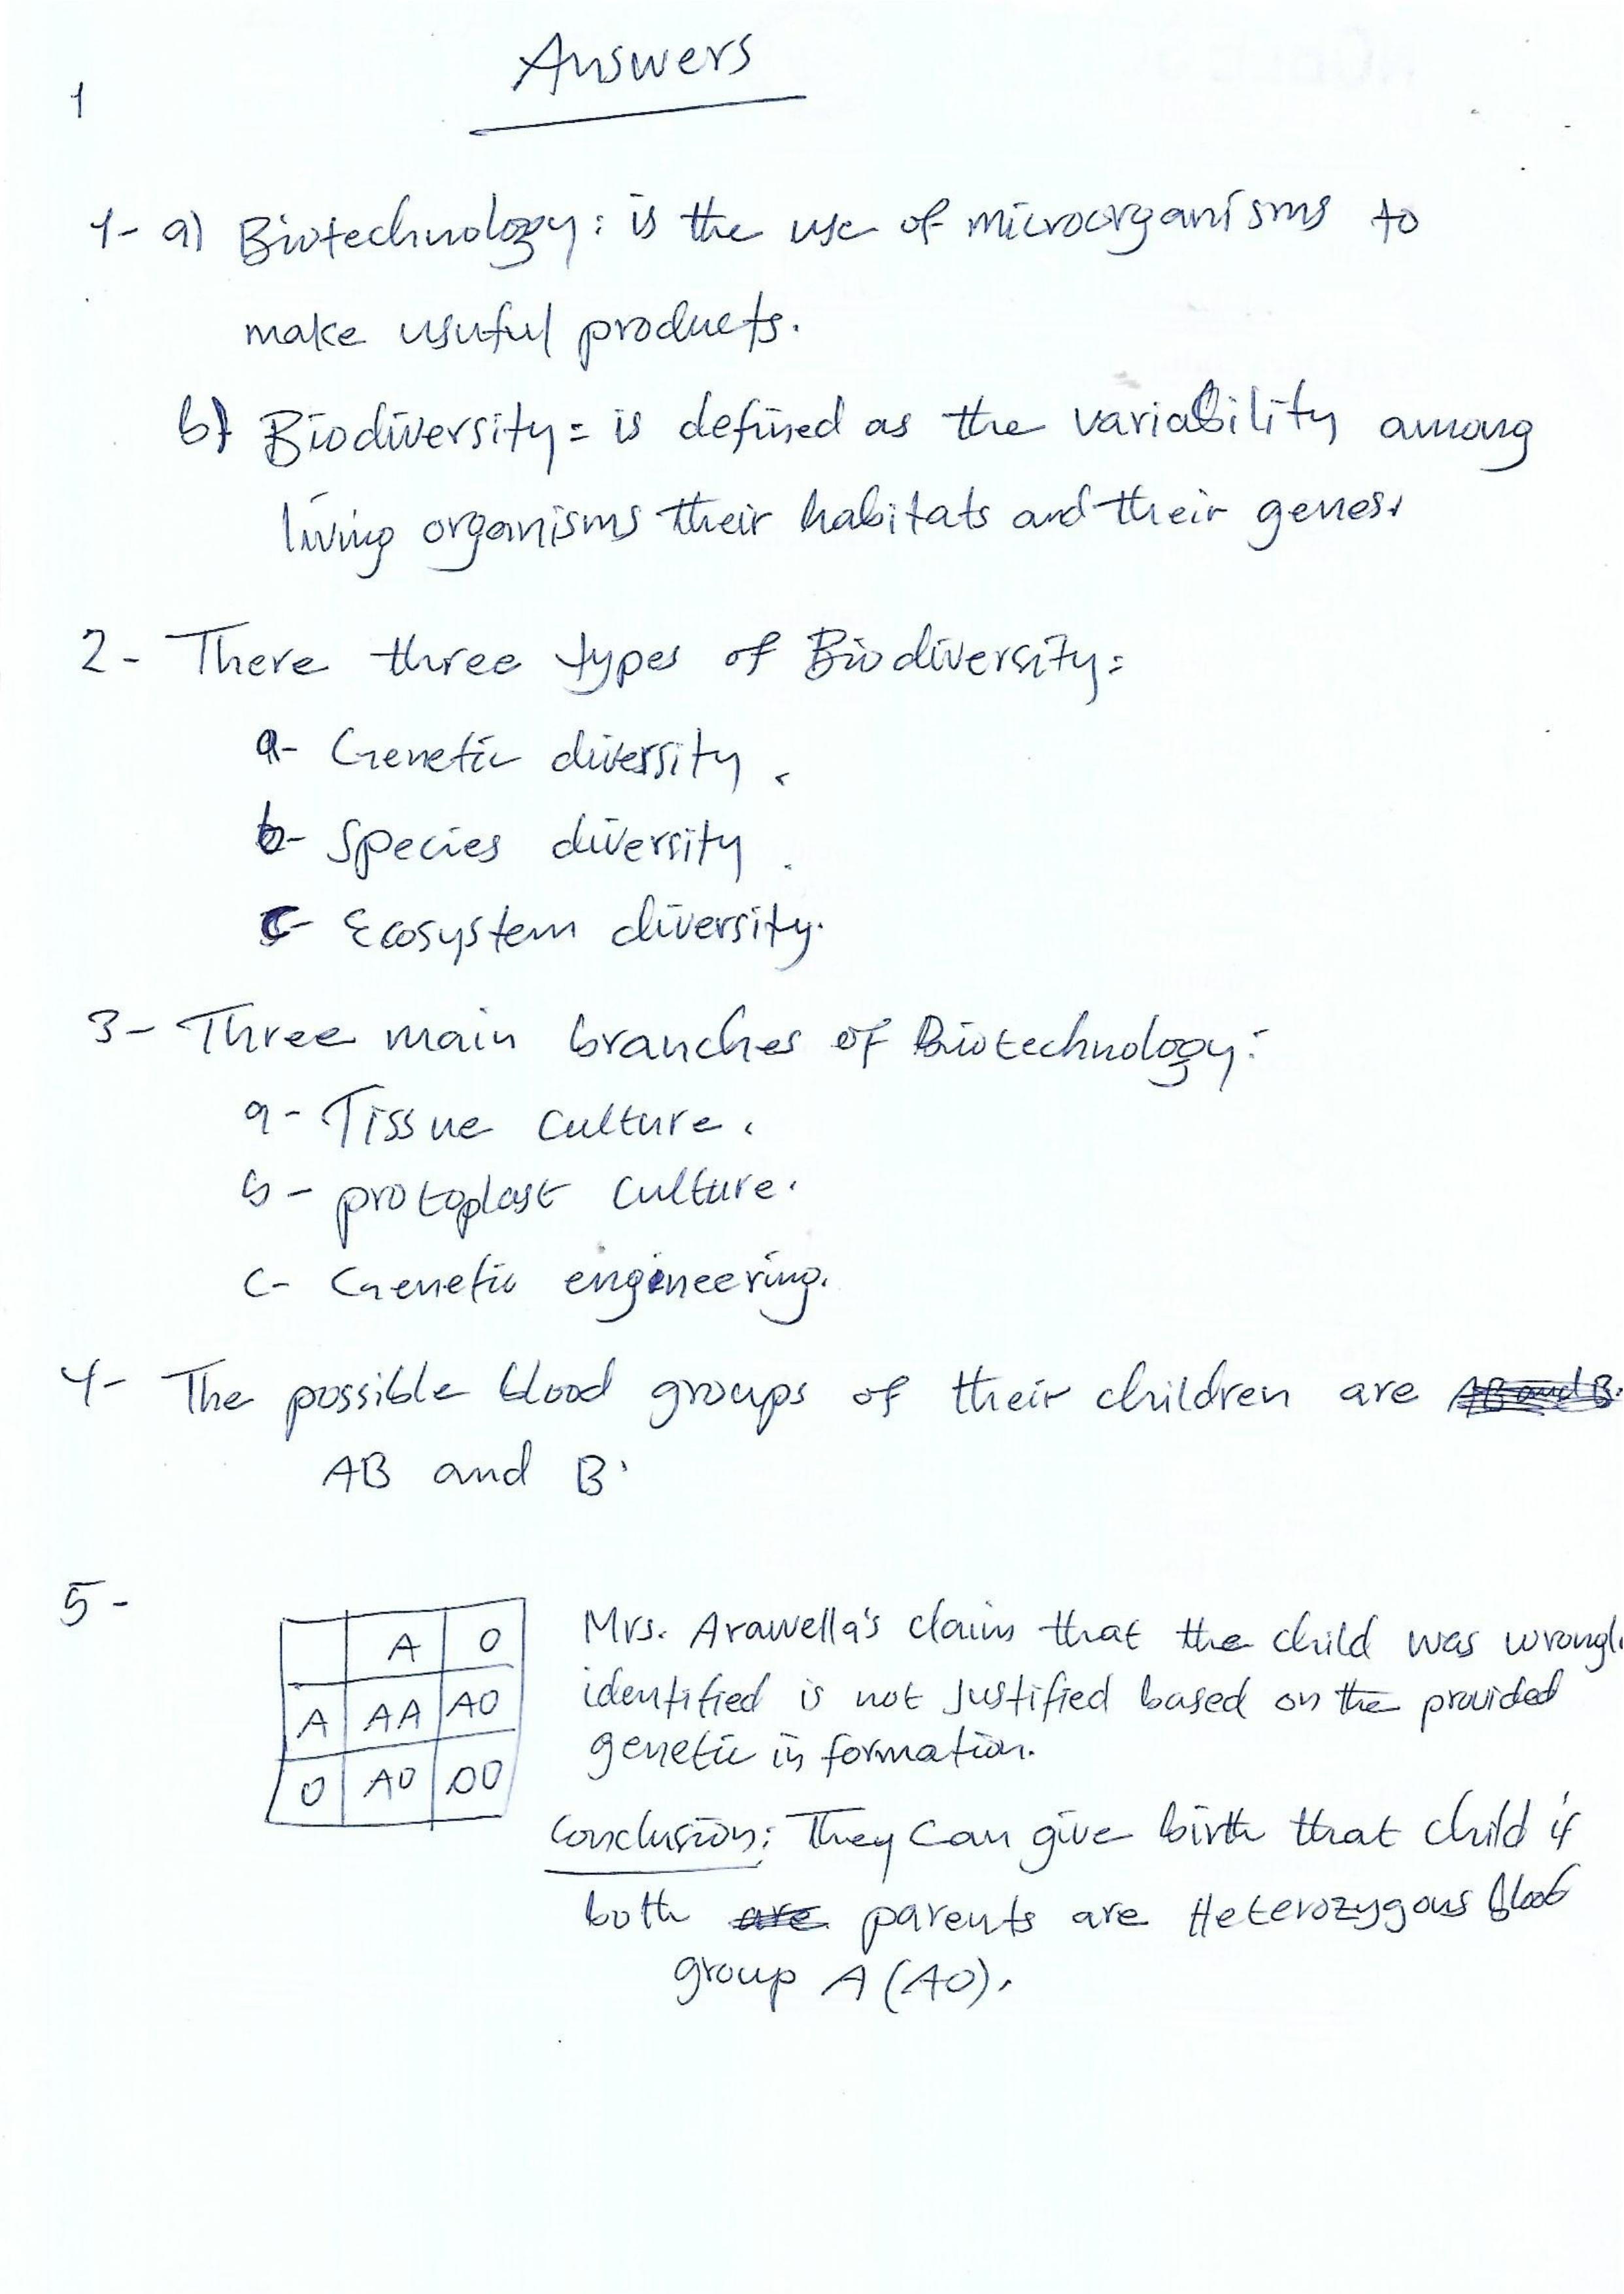 Answers
1
1- a) Biotechnology: is the use of microorganisms to
make usuful products.
b) Biodiversity: is defined as the variability among
living organisms their habitats and their genes.
2- There three types of Biodiversity:
a- Genetic diversity.
b- Species diversity.
c- Ecosystem diversity.
3- Three main branches of Biotechnology:
a- Tissue culture.
b- protoplast culture.
c- Genetic engineering.
4- The possible blood groups of their children are AB and B.
AB and B.
5-
A O
A AA AO
O AO OO
Mrs. Arawella's claim that the child was wrongl
identified is not Justified based on the provided
genetic information.
Conclusion: They can give birth that child if
both are parents are Heterozygous blood
group A (AO).